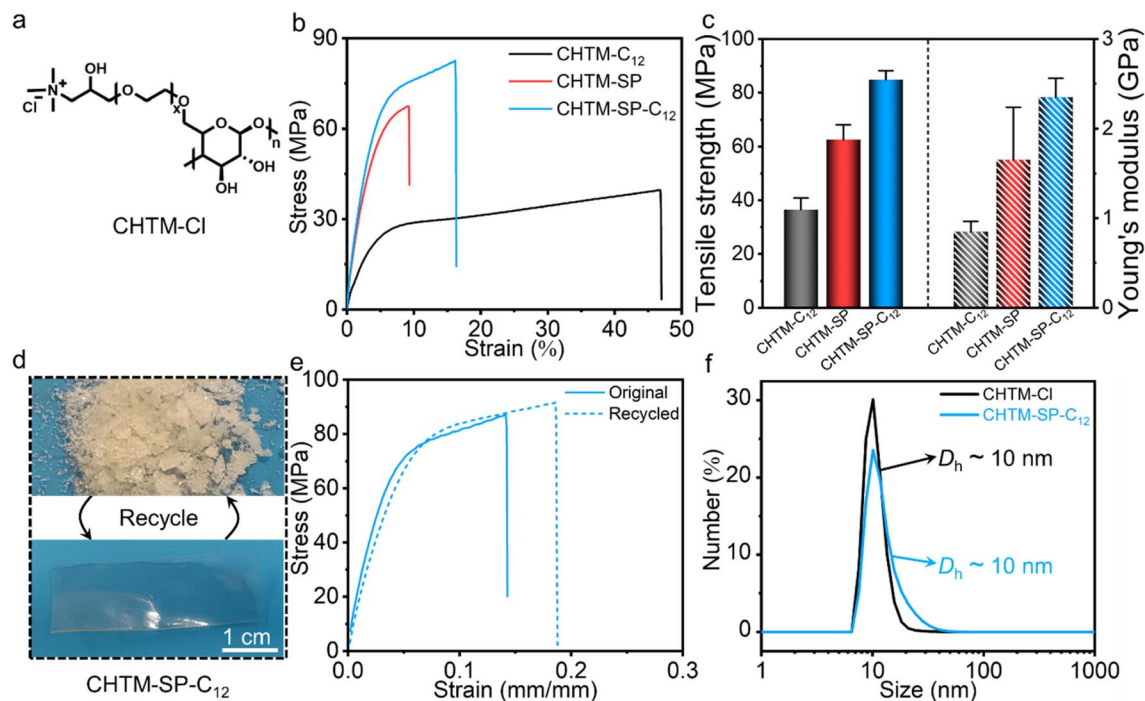 a
OH
N+
Cl−
O
x
O
O
O
n
OH
OH
CHTM-Cl
b
90
60
30
0
Stress (MPa)
0 10 20 30 40 50
Strain (%)
CHTM-C12
CHTM-SP
CHTM-SP-C12
c
100
80
60
40
20
0
Tensile strength (MPa)
3
2
1
0
Young's modulus (GPa)
CHTM-C12
CHTM-SP
CHTM-SP-C12
CHTM-C12
CHTM-SP
CHTM-SP-C12
d
Recycle
1 cm
CHTM-SP-C12
e
100
80
60
40
20
0
Stress (MPa)
0.0 0.1 0.2 0.3
Strain (mm/mm)
Original
Recycled
f
30
20
10
0
Number (%)
1 10 100 1000
Size (nm)
CHTM-Cl
CHTM-SP-C12
Dh ~ 10 nm
Dh ~ 10 nm